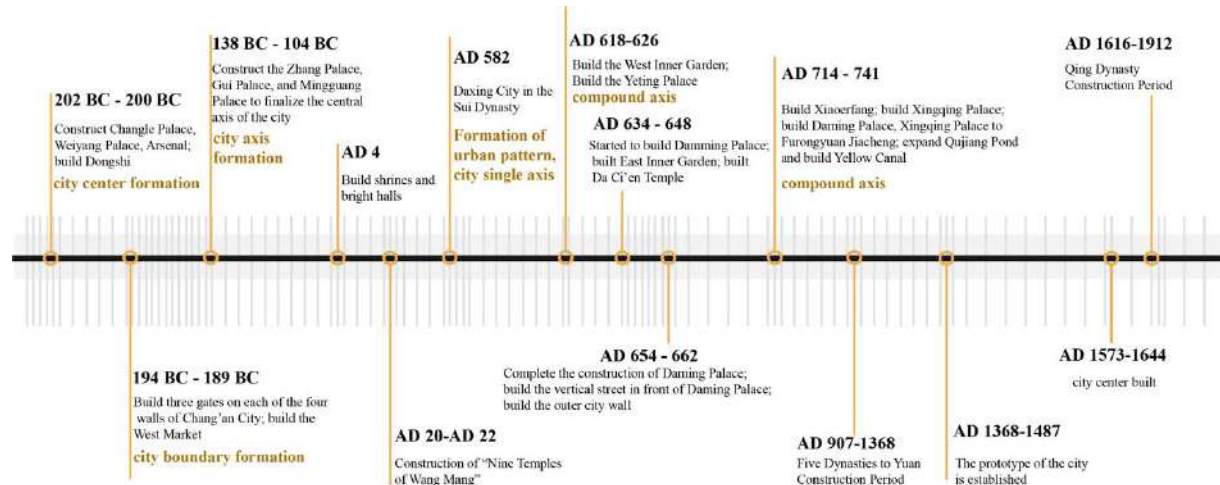 202 BC - 200 BC
Construct Changle Palace,
Weiyang Palace, Arsenal;
build Dongshi
city center formation
194 BC - 189 BC
Build three gates on each of the four
walls of Chang'an City; build the
West Market
city boundary formation
138 BC - 104 BC
Construct the Zhang Palace,
Gui Palace, and Mingguang
Palace to finalize the central
axis of the city
city axis
formation
AD 4
Build shrines and
bright halls
AD 20-AD 22
Construction of "Nine Temples
of Wang Mang"
AD 582
Daxing City in the
Sui Dynasty
Formation of
urban pattern,
city single axis
AD 618-626
Build the West Inner Garden;
Build the Yeting Palace
compound axis
AD 634 - 648
Started to build Damming Palace;
built East Inner Garden; built
Da Ci'en Temple
AD 654 - 662
Complete the construction of Daming Palace;
build the vertical street in front of Daming Palace;
build the outer city wall
AD 714 - 741
Build Xiaoerfang; build Xingqing Palace;
build Daming Palace, Xingqing Palace to
Furongyuan Jiacheng; expand Qujiang Pond
and build Yellow Canal
compound axis
AD 907-1368
Five Dynasties to Yuan
Construction Period
AD 1368-1487
The prototype of the city
is established
AD 1573-1644
city center built
AD 1616-1912
Qing Dynasty
Construction Period